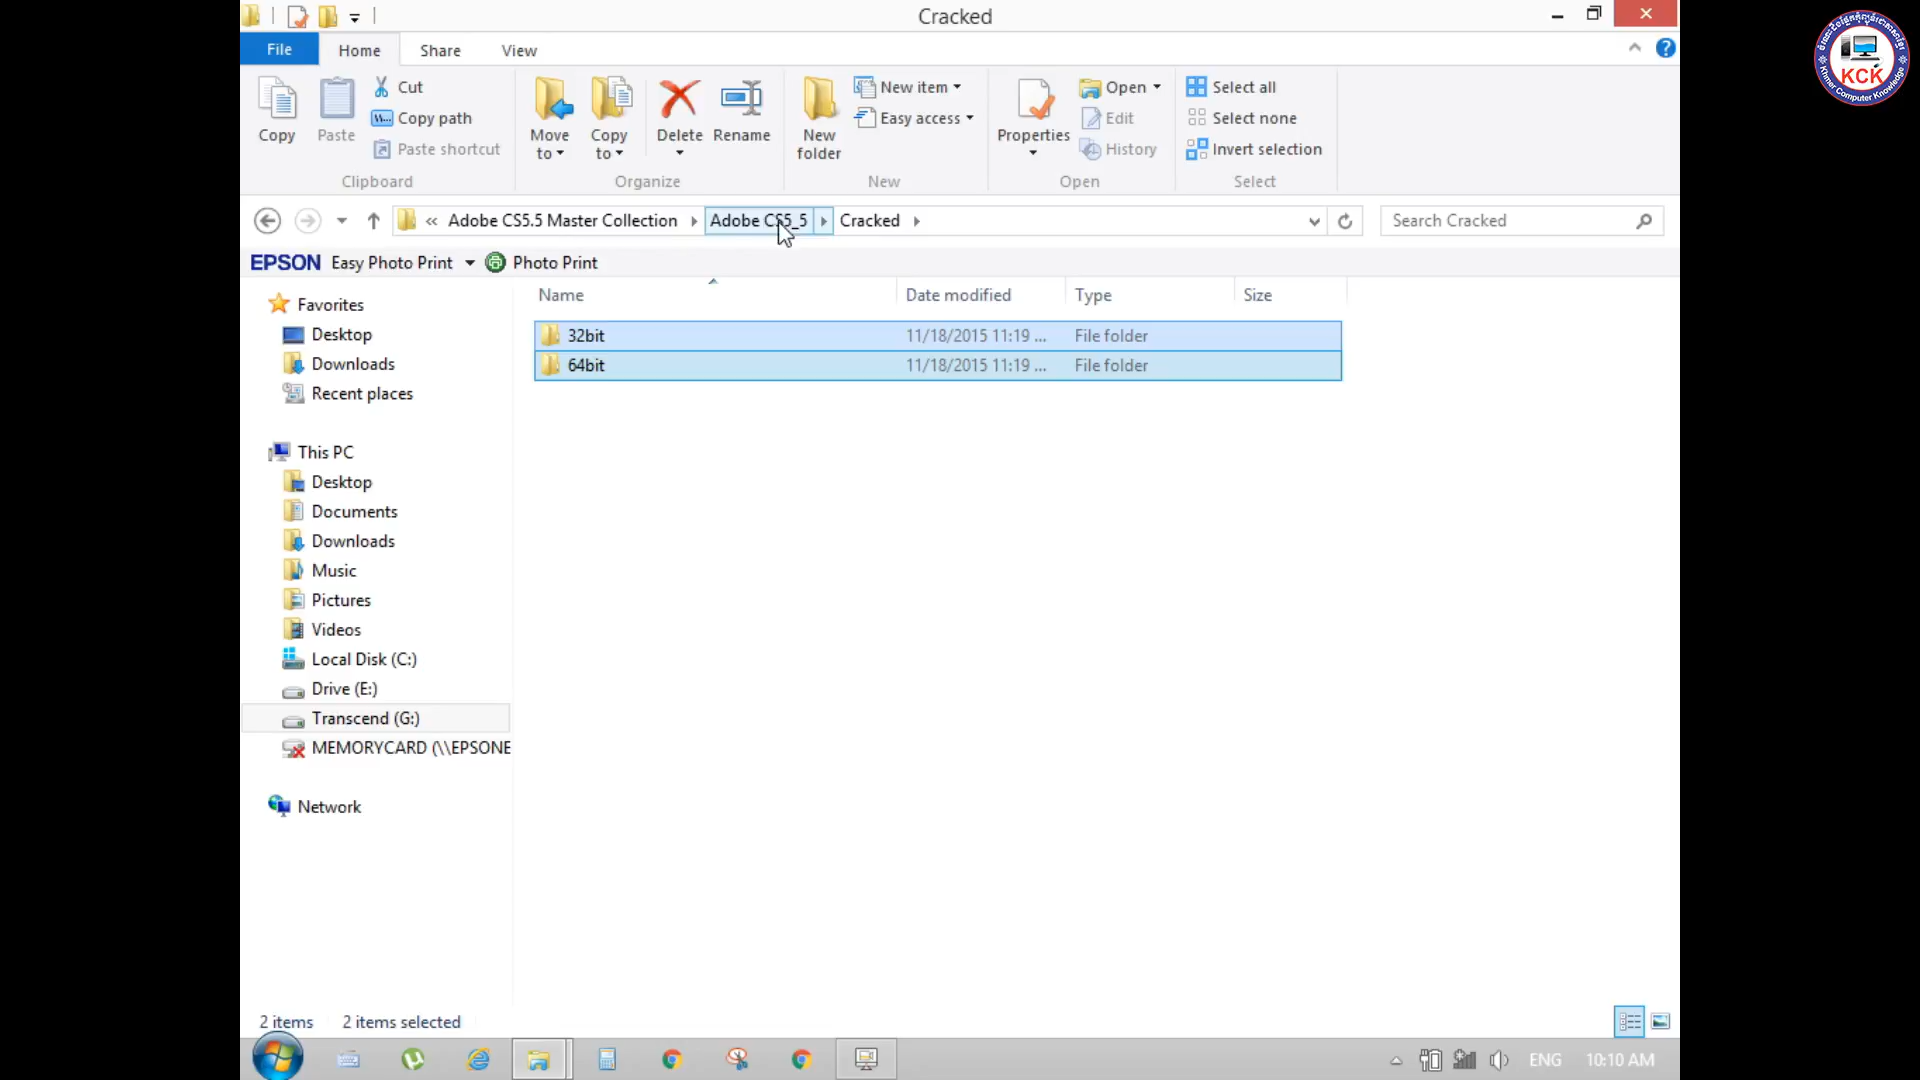 Cracked
File
Home
Share
View
Copy
Paste
Cut
Copy path
Paste shortcut
Clipboard
Move to
Copy to
Delete
Rename
Organize
New folder
New item
Easy access
New
Properties
Open
Edit
History
Open
Select all
Select none
Invert selection
Select
« Adobe CS5.5 Master Collection
Adobe CS5_5
Cracked
Search Cracked
EPSON Easy Photo Print
Photo Print
Name
Date modified
Type
Size
32bit 11/18/2015 11:19 ... File folder
64bit 11/18/2015 11:19 ... File folder
Favorites
Desktop
Downloads
Recent places
This PC
Desktop
Documents
Downloads
Music
Pictures
Videos
Local Disk (C:)
Drive (E:)
Transcend (G:)
MEMORYCARD (\\EPSONE
Network
2 items
2 items selected
ENG
10:10 AM
KCK
Khmer Computer Knowledge